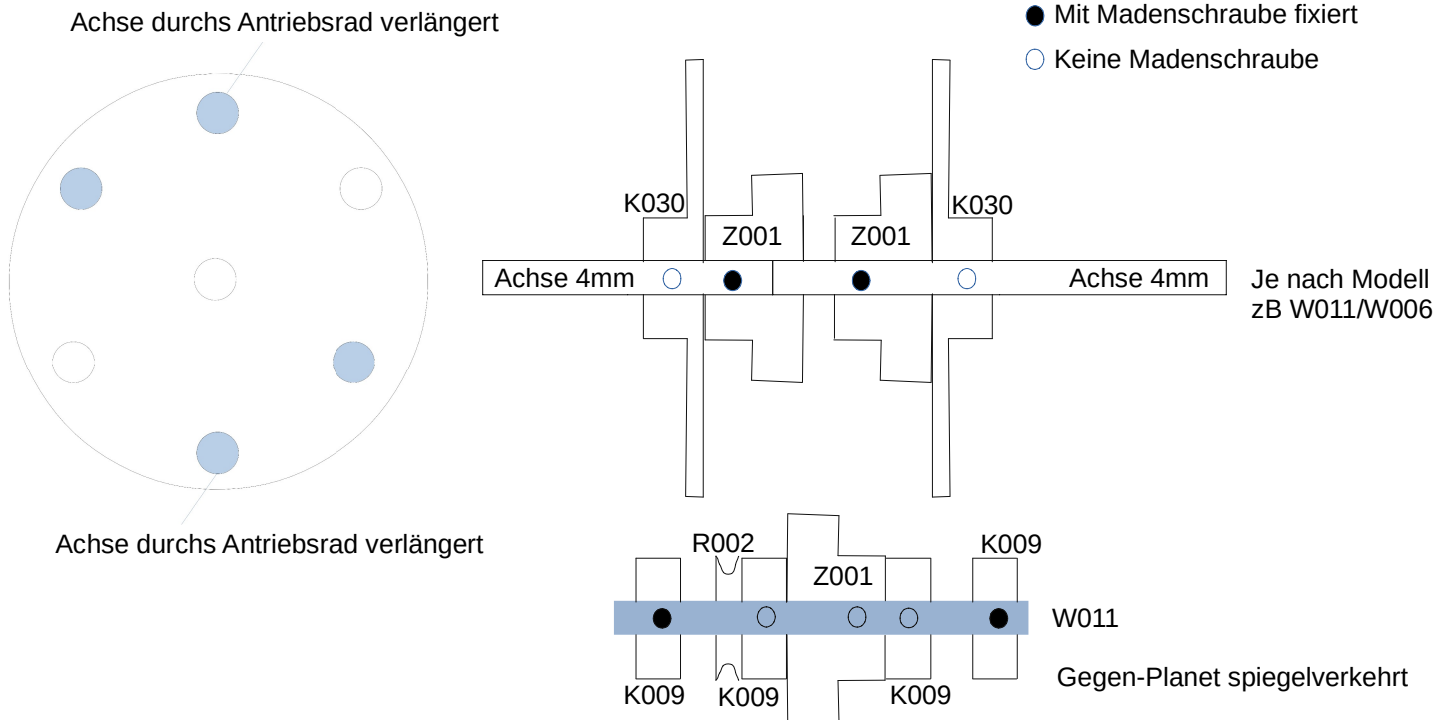 Achse durchs Antriebsrad verlängert
Mit Madenschraube fixiert
Keine Madenschraube
K030
K030
Z001
Z001
Achse 4mm
Achse 4mm
Je nach Modell
zB W011/W006
Achse durchs Antriebsrad verlängert
R002
K009
Z001
W011
Gegen-Planet spiegelverkehrt
K009
K009
K009